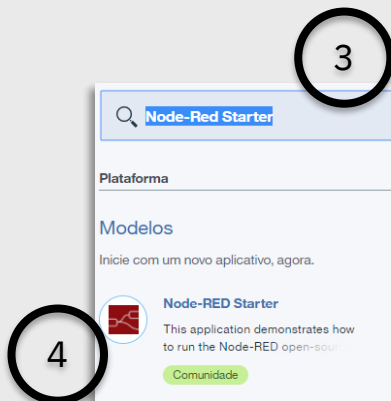 3
Node-Red Starter
Plataforma
Modelos
Inicie com um novo aplicativo, agora.
Node-RED Starter
This application demonstrates how
to run the Node-RED open-sour
4
Comunidade